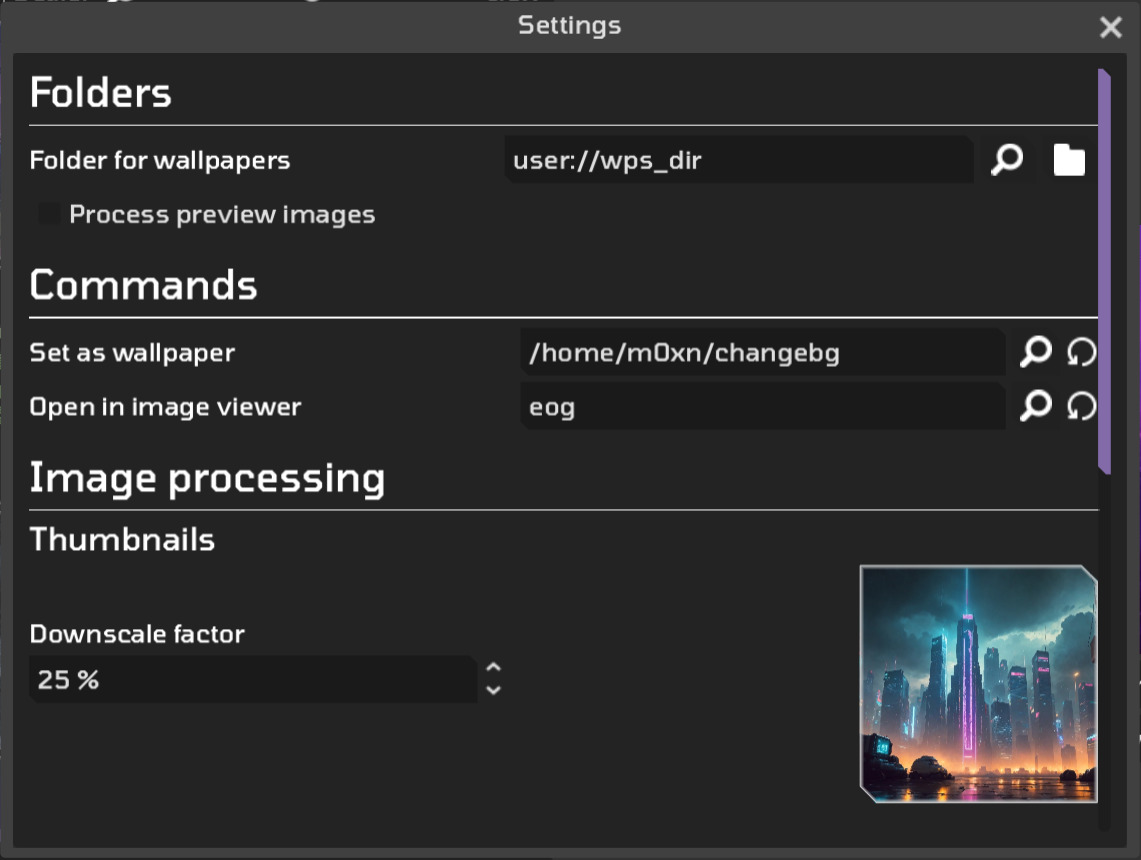 Settings
Folders
Folder for wallpapers user://wps_dir
Process preview images
Commands
Set as wallpaper /home/m0xn/changebg
Open in image viewer eog
Image processing
Thumbnails
Downscale factor
25 %